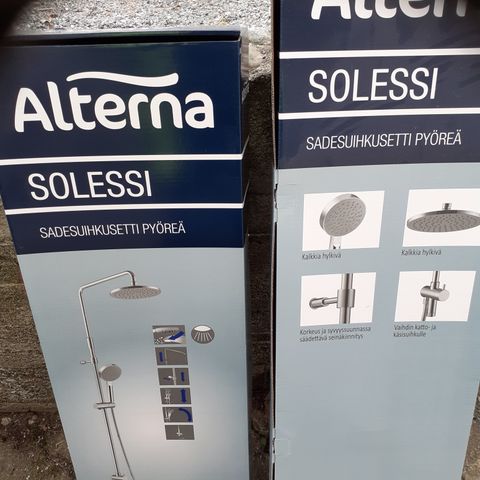 Alterna
SOLESSI
SADESUIHKUSETTI PYÖREÄ
Alterna
SOLESSI
SADESUIHKUSETTI PYÖREÄ
Kalkkia hylkivä
Kalkkia hylkivä
Korkeus ja syvyyssuunnassa
säädettävä seinäkiinnitys
Vaihdin katto- ja
käsisuihkulle